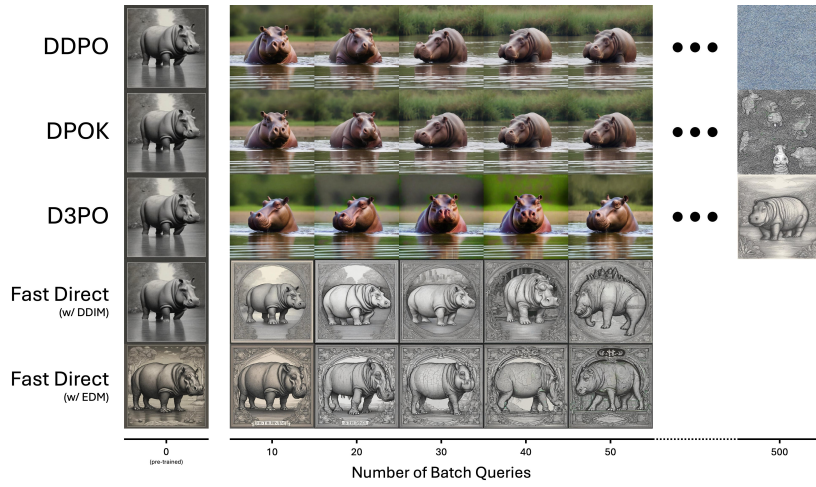 DDPO
DPOK
D3PO
Fast Direct
(w/ DDIM)
Fast Direct
(w/ EDM)
0 10 20 30 40 50 500
(pre-trained)
Number of Batch Queries